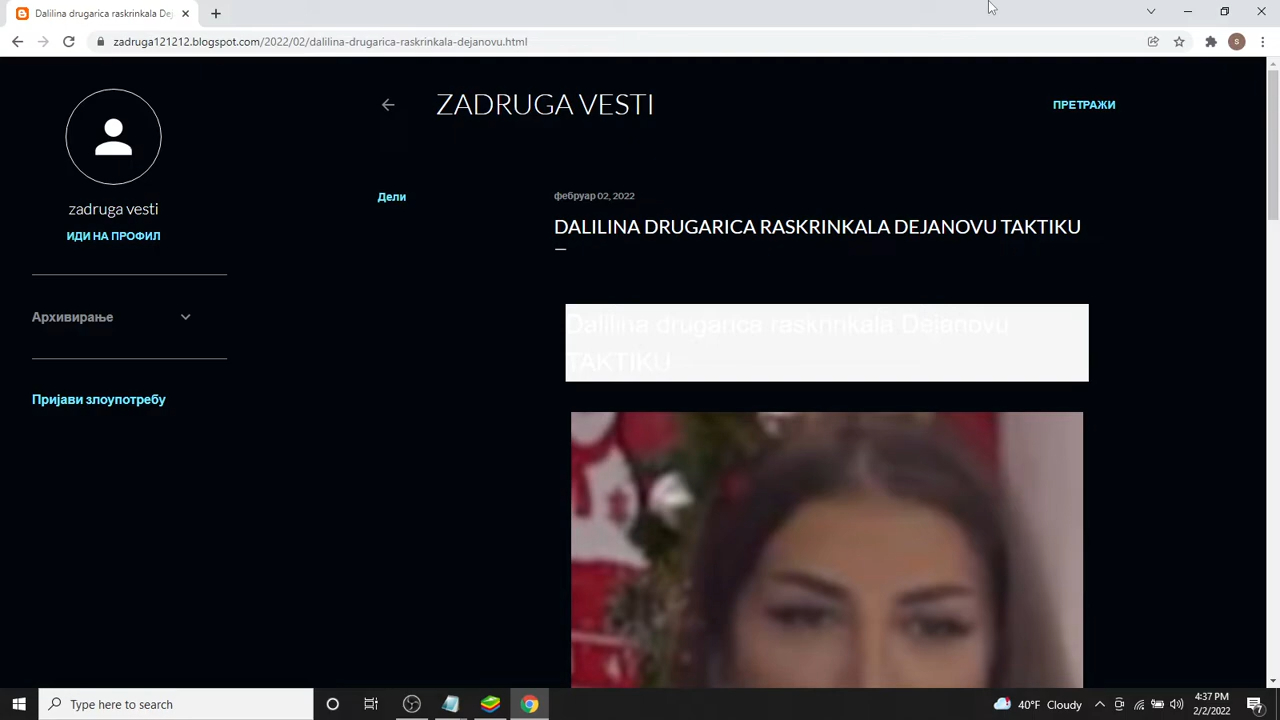 Dalilina drugarica raskrinkala Dej
zadruga121212.blogspot.com/2022/02/dalilina-drugarica-raskrinkala-dejanovu.html
S
ZADRUGA VESTI
ПРЕТРАЖИ
zadruga vesti
ИДИ НА ПРОФИЛ
Архивирање
Пријави злоупотребу
Дели
фебруар 02, 2022
DALILINA DRUGARICA RASKRINKALA DEJANOVU TAKTIKU
Dalilina drugarica raskrinkala Dejanovu
TAKTIKU
Type here to search
40°F Cloudy
4:37 PM
2/2/2022
7